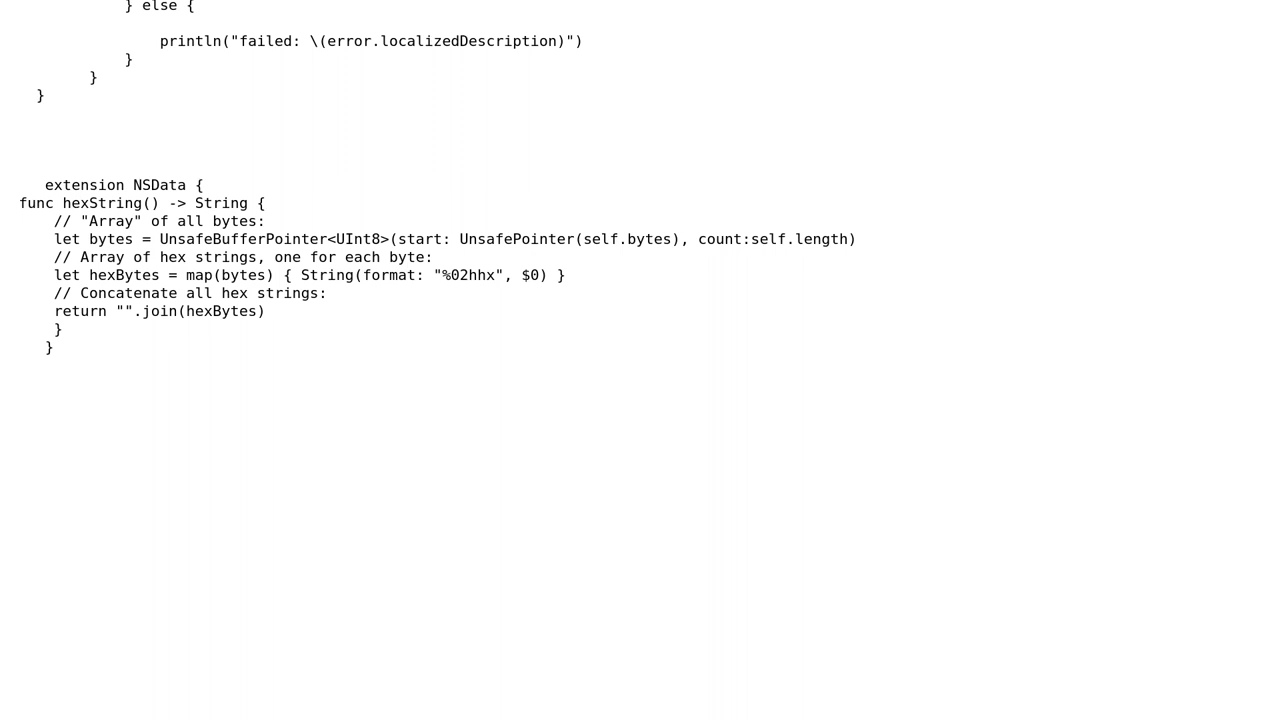 } else {
println("failed: \(error.localizedDescription)")
}
}
}
extension NSData {
func hexString() -> String {
// "Array" of all bytes:
let bytes = UnsafeBufferPointer<UInt8>(start: UnsafePointer(self.bytes), count:self.length)
// Array of hex strings, one for each byte:
let hexBytes = map(bytes) { String(format: "%02hhx", $0) }
// Concatenate all hex strings:
return "".join(hexBytes)
}
}